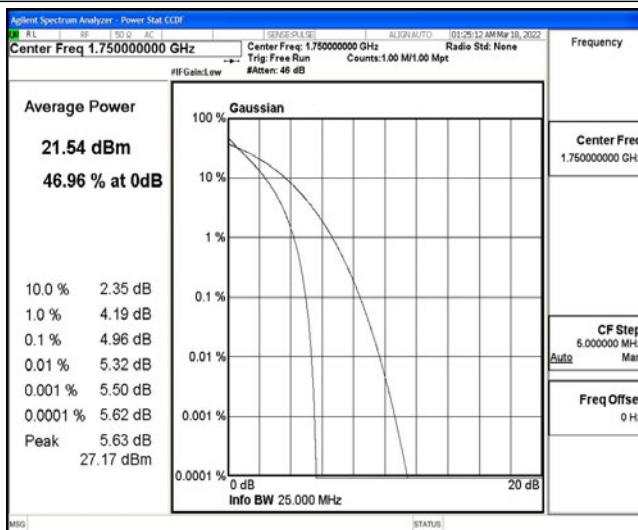 Agilent Spectrum Analyzer - Power Stat CCDF
RL RF 50 Ω AC SENSE:PULSE ALIGN AUTO 01:25:12 AM Mar 18, 2022
Center Freq 1.750000000 GHz
Center Freq: 1.750000000 GHz Radio Std: None
Trig: Free Run Counts:1.00 M/1.00 Mpt
#IFGain:Low #Atten: 46 dB
Frequency
Average Power
21.54 dBm
46.96 % at 0dB
10.0 % 2.35 dB
1.0 % 4.19 dB
0.1 % 4.96 dB
0.01 % 5.32 dB
0.001 % 5.50 dB
0.0001 % 5.62 dB
Peak 5.63 dB
27.17 dBm
Gaussian
100 %
10 %
1 %
0.1 %
0.01 %
0.001 %
0.0001 %
0 dB 20 dB
Info BW 25.000 MHz
Center Freq
1.750000000 GHz
CF Step
5.000000 MHz
Auto Man
Freq Offset
0 Hz
MSG STATUS